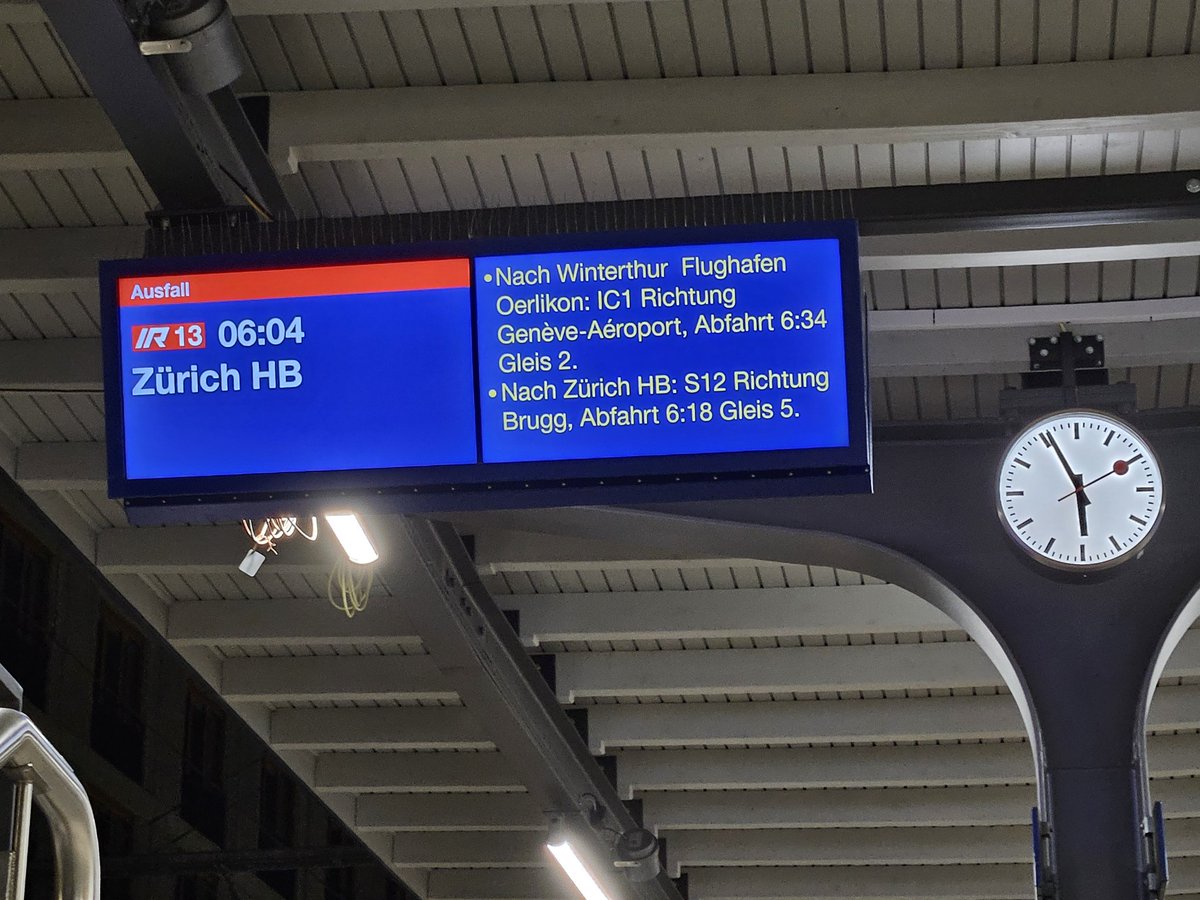 Ausfall
IR 13 06:04
Zürich HB
•Nach Winterthur Flughafen
Oerlikon: IC1 Richtung
Genève-Aéroport, Abfahrt 6:34
Gleis 2.
•Nach Zürich HB: S12 Richtung
Brugg, Abfahrt 6:18 Gleis 5.